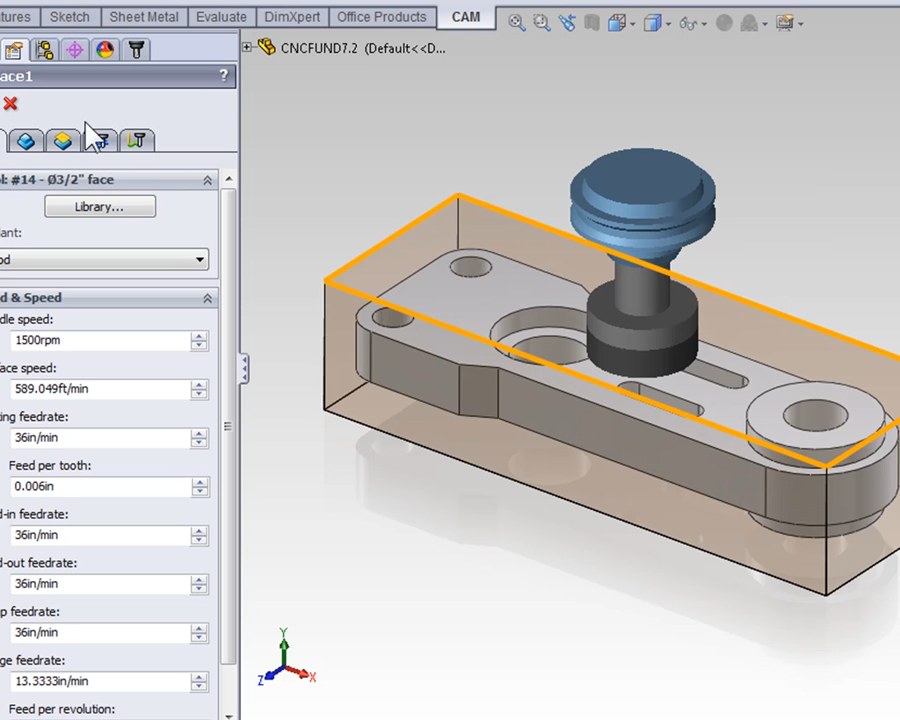 tures Sketch Sheet Metal Evaluate DimXpert Office Products CAM
CNCFUND7.2 (Default<<D...
ace1 ?
l: #14 - Ø3/2" face
Library...
lant:
od
d & Speed
dle speed:
1500rpm
ace speed:
589.049ft/min
ing feedrate:
36in/min
Feed per tooth:
0.006in
d-in feedrate:
36in/min
d-out feedrate:
36in/min
p feedrate:
36in/min
ge feedrate:
13.3333in/min
Feed per revolution:
Y
Z X